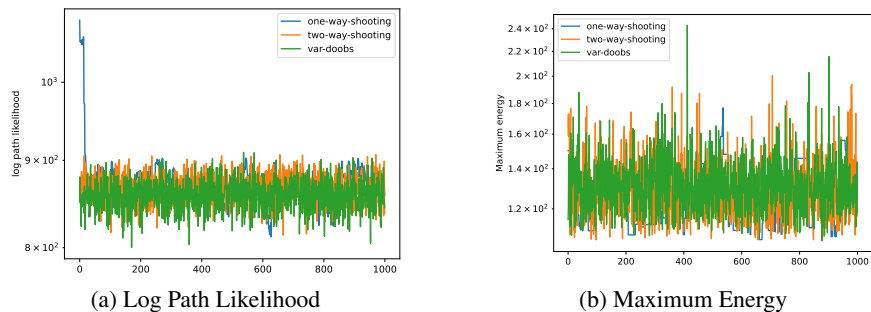 one-way-shooting
two-way-shooting
var-doobs
10³
9 × 10²
8 × 10²
log path likelihood
0 200 400 600 800 1000
(a) Log Path Likelihood
one-way-shooting
two-way-shooting
var-doobs
2.4 × 10²
2.2 × 10²
2 × 10²
1.8 × 10²
1.6 × 10²
1.4 × 10²
1.2 × 10²
Maximum energy
0 200 400 600 800 1000
(b) Maximum Energy